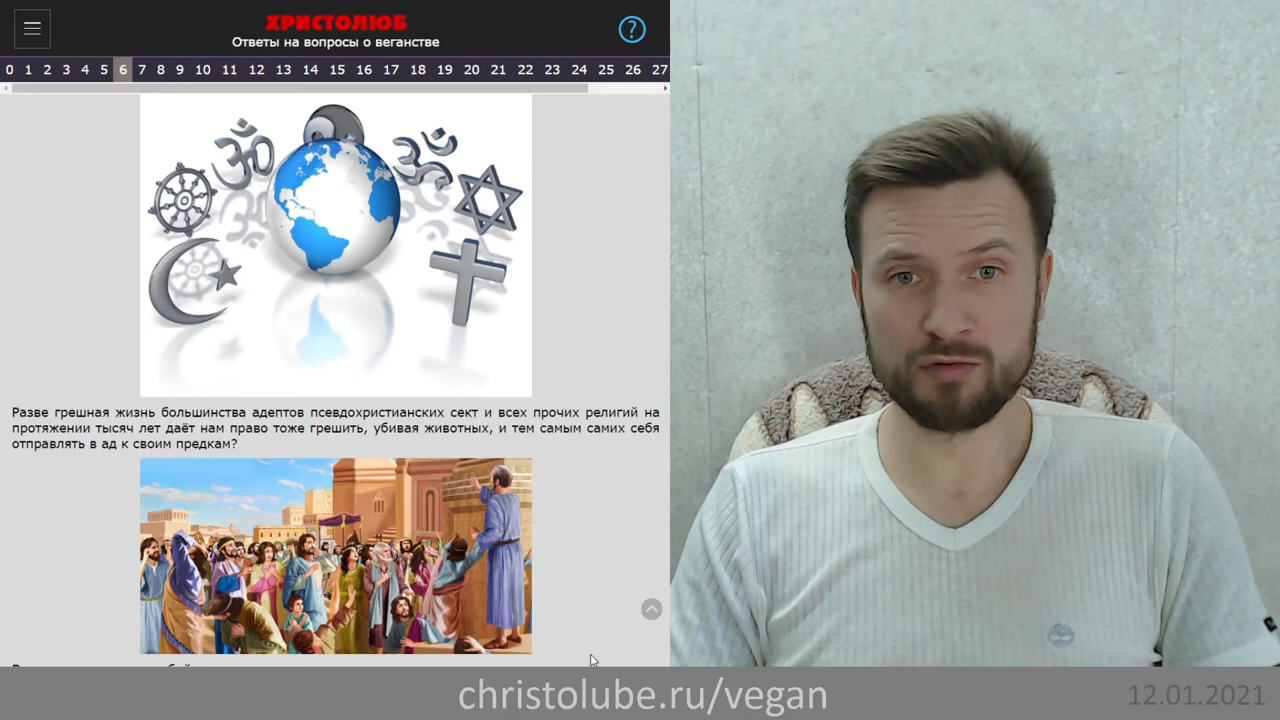 ХРИСТОЛЮБ
Ответы на вопросы о веганстве
0 1 2 3 4 5 6 7 8 9 10 11 12 13 14 15 16 17 18 19 20 21 22 23 24 25 26 27
Разве грешная жизнь большинства адептов псевдохристианских сект и всех прочих религий на
протяжении тысяч лет даёт нам право тоже грешить, убивая животных, и тем самым самих себя
отправлять в ад к своим предкам?
christolube.ru/vegan
12.01.2021